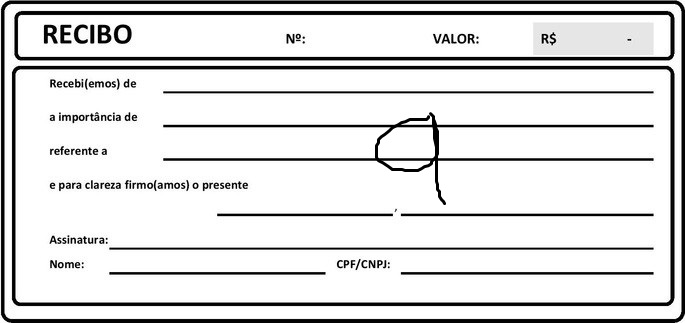 RECIBO Nº: VALOR: R$ -
Recebi(emos) de
a importância de
referente a
e para clareza firmo(amos) o presente
,
Assinatura:
Nome: CPF/CNPJ: